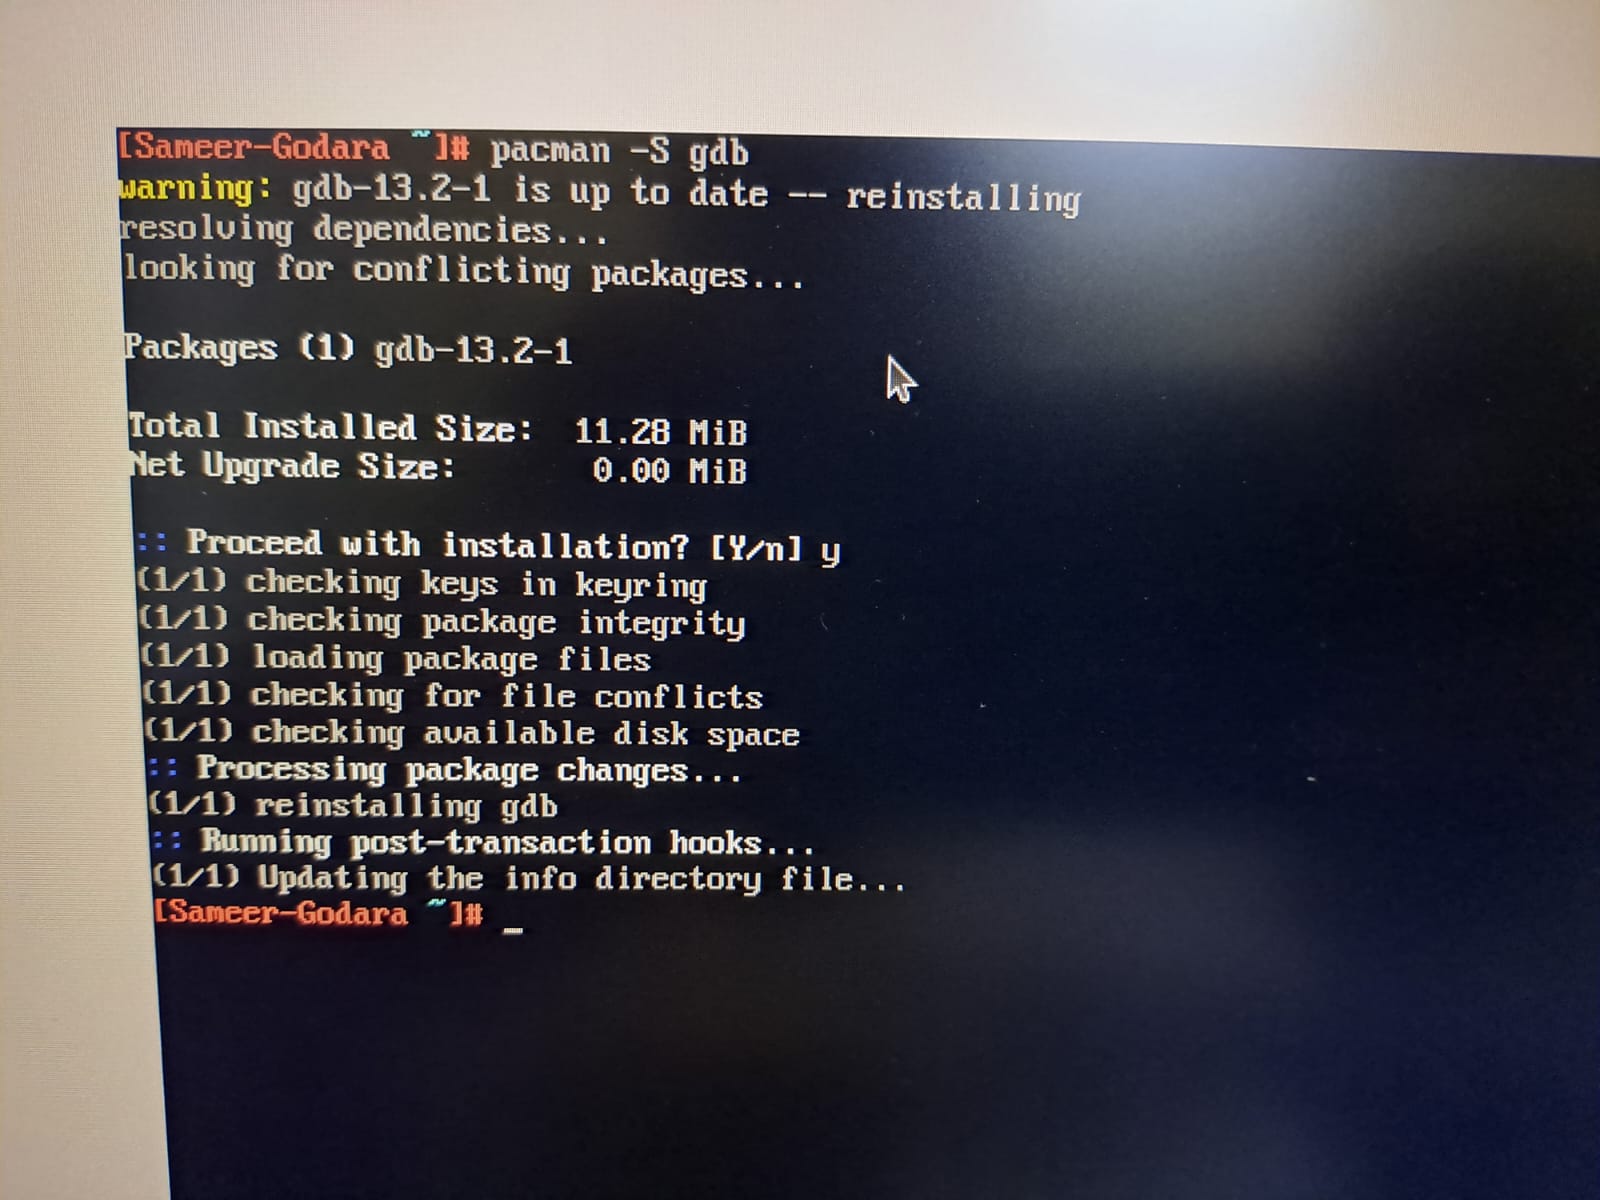 [Sameer-Godara ~]# pacman -S gdb
warning: gdb-13.2-1 is up to date -- reinstalling
resolving dependencies...
looking for conflicting packages...
Packages (1) gdb-13.2-1
Total Installed Size:  11.28 MiB
Net Upgrade Size:       0.00 MiB
:: Proceed with installation? [Y/n] y
(1/1) checking keys in keyring
(1/1) checking package integrity
(1/1) loading package files
(1/1) checking for file conflicts
(1/1) checking available disk space
:: Processing package changes...
(1/1) reinstalling gdb
:: Running post-transaction hooks...
(1/1) Updating the info directory file...
[Sameer-Godara ~]# _